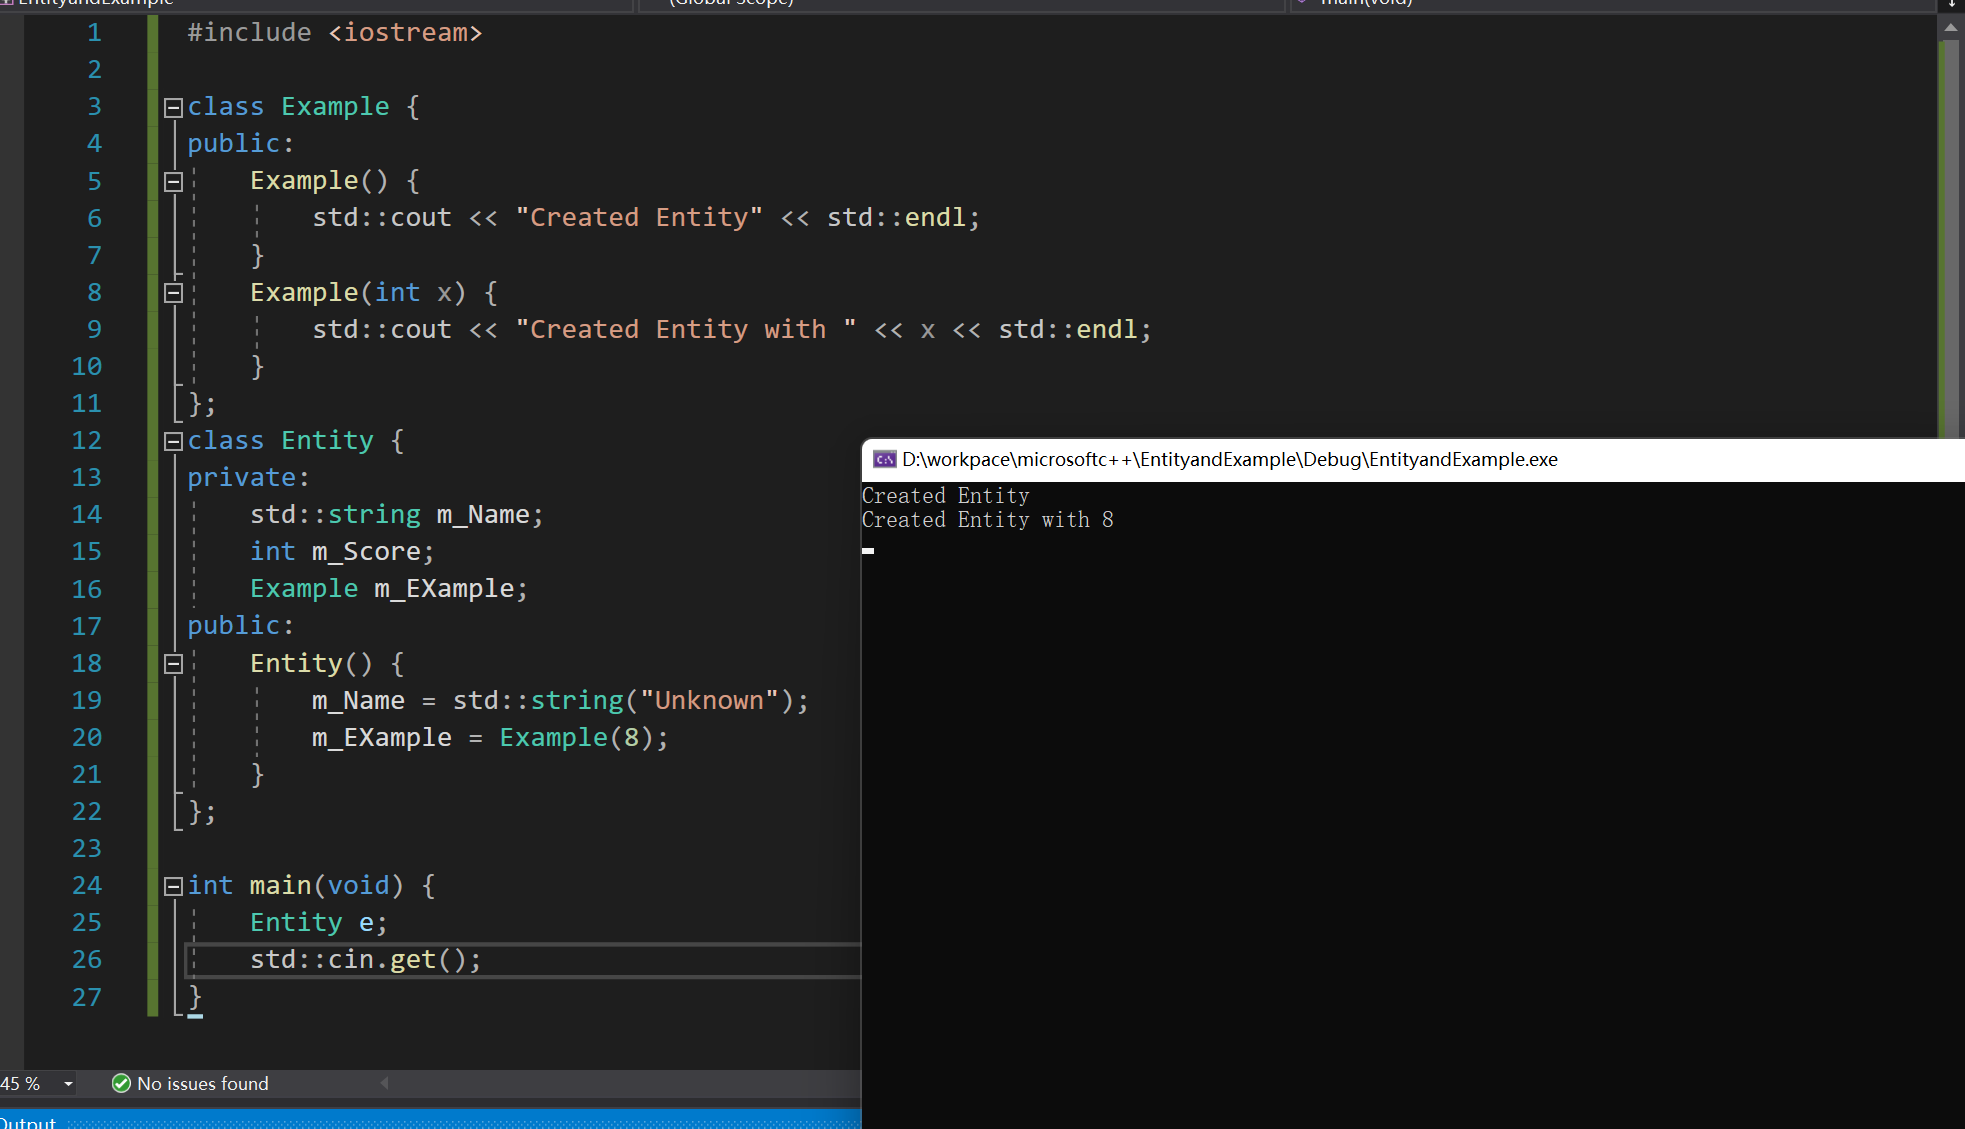 EntityandExample
(Global Scope)
main(void)
1 #include <iostream>
2
3 class Example {
4 public:
5 Example() {
6 std::cout << "Created Entity" << std::endl;
7 }
8 Example(int x) {
9 std::cout << "Created Entity with " << x << std::endl;
10 }
11 };
12 class Entity {
13 private:
14 std::string m_Name;
15 int m_Score;
16 Example m_EXample;
17 public:
18 Entity() {
19 m_Name = std::string("Unknown");
20 m_EXample = Example(8);
21 }
22 };
23
24 int main(void) {
25 Entity e;
26 std::cin.get();
27 }
D:\workpace\microsoftc++\EntityandExample\Debug\EntityandExample.exe
Created Entity
Created Entity with 8
45 %
No issues found
Output